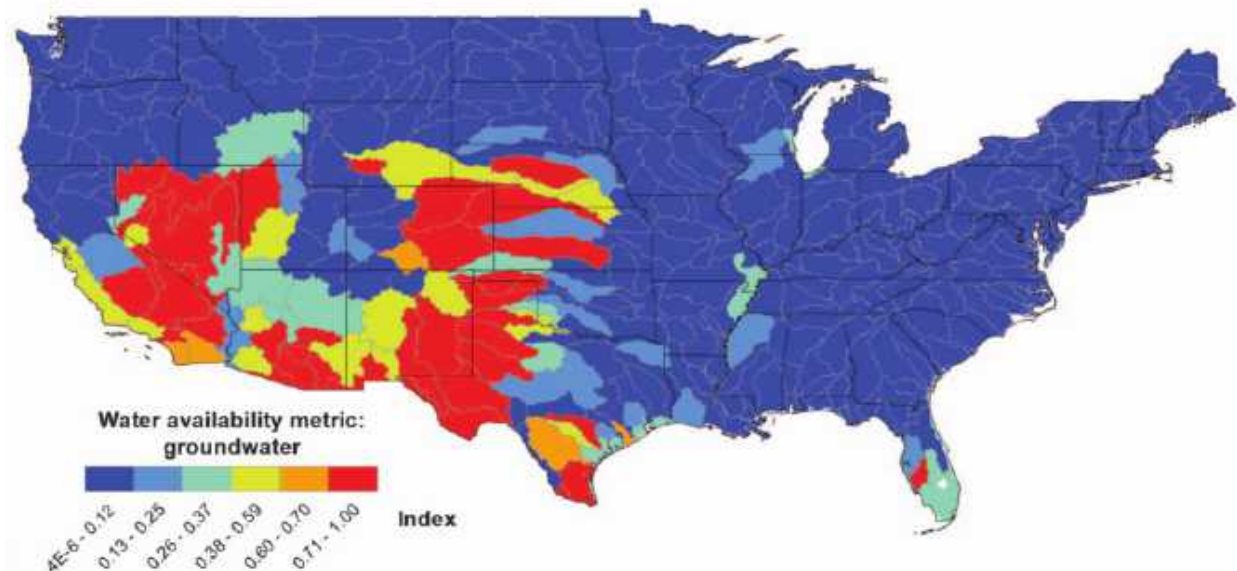 Water availability metric:
groundwater
4E-6 - 0.12
0.13 - 0.25
0.26 - 0.37
0.38 - 0.59
0.60 - 0.70
0.71 - 1.00
Index